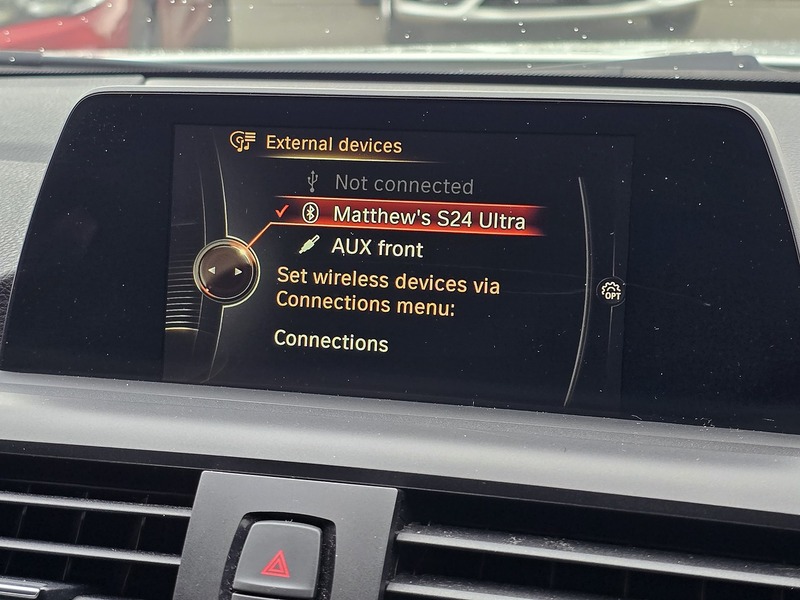 External devices
Not connected
Matthew's S24 Ultra
AUX front
Set wireless devices via
Connections menu:
Connections
OPT